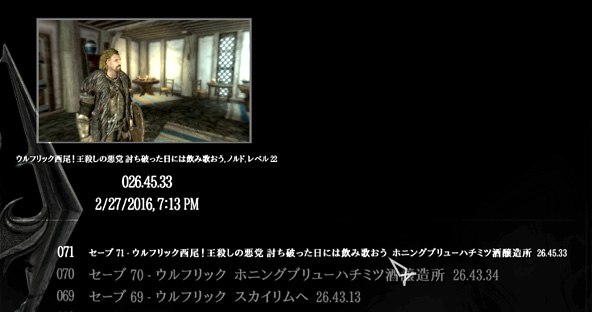 ウルフリック西尾！王殺しの悪党 討ち破った日には飲み歌おう, ノルド, レベル 22
026.45.33
2/27/2016, 7:13 PM
071 セーブ 71 - ウルフリック西尾！王殺しの悪党 討ち破った日には飲み歌おう ホニングブリューハチミツ酒醸造所 26.45.33
070 セーブ 70 - ウルフリック ホニングブリューハチミツ酒醸造所 26.43.34
069 セーブ 69 - ウルフリック スカイリムへ 26.43.13